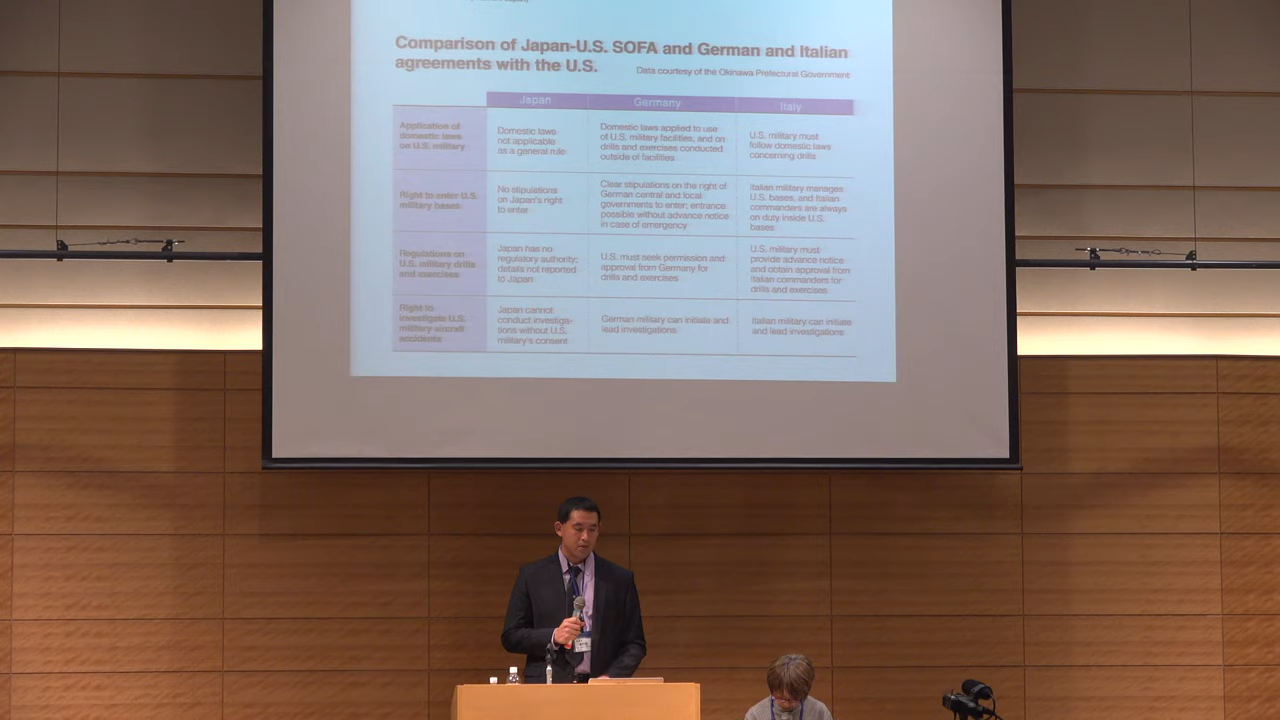 Comparison of Japan-U.S. SOFA and German and Italian
agreements with the U.S.
Data courtesy of the Okinawa Prefectural Government
Japan
Germany
Italy
Application of
domestic laws
on U.S. military
Domestic laws
not applicable
as a general rule
Domestic laws applied to use
of U.S. military facilities, and on
drills and exercises conducted
outside of facilities
U.S. military must
follow domestic laws
concerning drills
Right to enter U.S.
military bases
No stipulations
on Japan's right
to enter
Clear stipulations on the right of
German central and local
governments to enter; entrance
possible without advance notice
in case of emergency
Italian military manages
U.S. bases, and Italian
commanders are always
on duty inside U.S.
bases
Regulations on
U.S. military drills
and exercises
Japan has no
regulatory authority;
details not reported
to Japan
U.S. must seek permission and
approval from Germany for
drills and exercises
U.S. military must
provide advance notice
and obtain approval from
Italian commanders for
drills and exercises
Right to
investigate U.S.
military aircraft
accidents
Japan cannot
conduct investiga-
tions without U.S.
military's consent
German military can initiate and
lead investigations
Italian military can initiate
and lead investigations